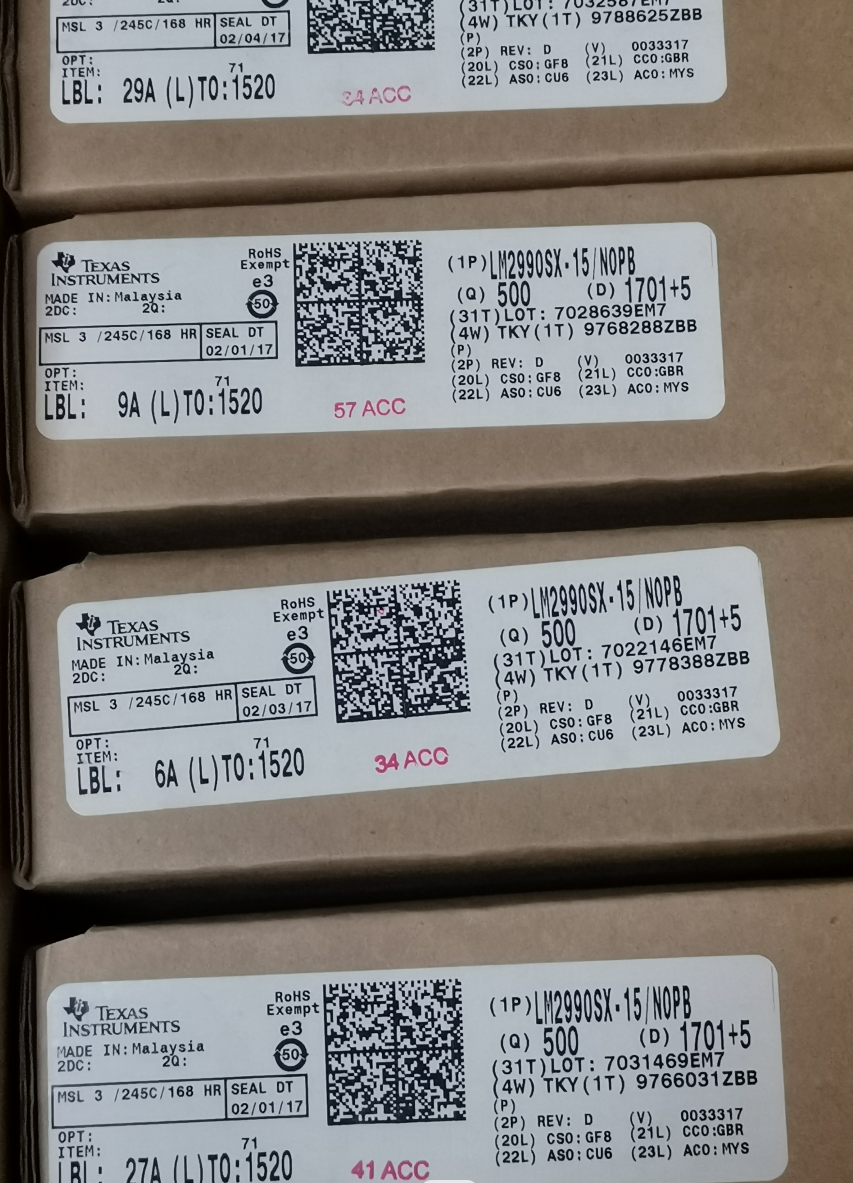 (4W) TKY(1T) 9788625ZBB
MSL 3 /245C/168 HR SEAL DT
02/04/17
(P)
(2P) REV: D (V) 0033317
(20L) CSO:GF8 (21L) CCO:GBR
(22L) ASO:CU6 (23L) ACO:MYS
OPT:
ITEM: 71
LBL: 29A (L)TO:1520
34 ACC
TEXAS
INSTRUMENTS
RoHS
Exempt
e3
50
MADE IN:Malaysia
2DC: 2Q:
MSL 3 /245C/168 HR SEAL DT
02/01/17
OPT:
ITEM: 71
LBL: 9A (L)TO:1520
57 ACC
(1P)LM2990SX-15/NOPB
(Q) 500 (D) 1701+5
(31T)LOT: 7028639EM7
(4W) TKY(1T) 9768288ZBB
(P)
(2P) REV: D (V) 0033317
(20L) CSO:GF8 (21L) CCO:GBR
(22L) ASO:CU6 (23L) ACO:MYS
TEXAS
INSTRUMENTS
RoHS
Exempt
e3
50
MADE IN:Malaysia
2DC: 2Q:
MSL 3 /245C/168 HR SEAL DT
02/03/17
OPT:
ITEM: 71
LBL: 6A (L)TO:1520
34 ACC
(1P)LM2990SX-15/NOPB
(Q) 500 (D) 1701+5
(31T)LOT: 7022146EM7
(4W) TKY(1T) 9778388ZBB
(P)
(2P) REV: D (V) 0033317
(20L) CSO:GF8 (21L) CCO:GBR
(22L) ASO:CU6 (23L) ACO:MYS
TEXAS
INSTRUMENTS
RoHS
Exempt
e3
50
MADE IN:Malaysia
2DC: 2Q:
MSL 3 /245C/168 HR SEAL DT
02/01/17
OPT:
ITEM: 71
LBL: 27A (L)TO:1520
41 ACC
(1P)LM2990SX-15/NOPB
(Q) 500 (D) 1701+5
(31T)LOT: 7031469EM7
(4W) TKY(1T) 9766031ZBB
(P)
(2P) REV: D (V) 0033317
(20L) CSO:GF8 (21L) CCO:GBR
(22L) ASO:CU6 (23L) ACO:MYS